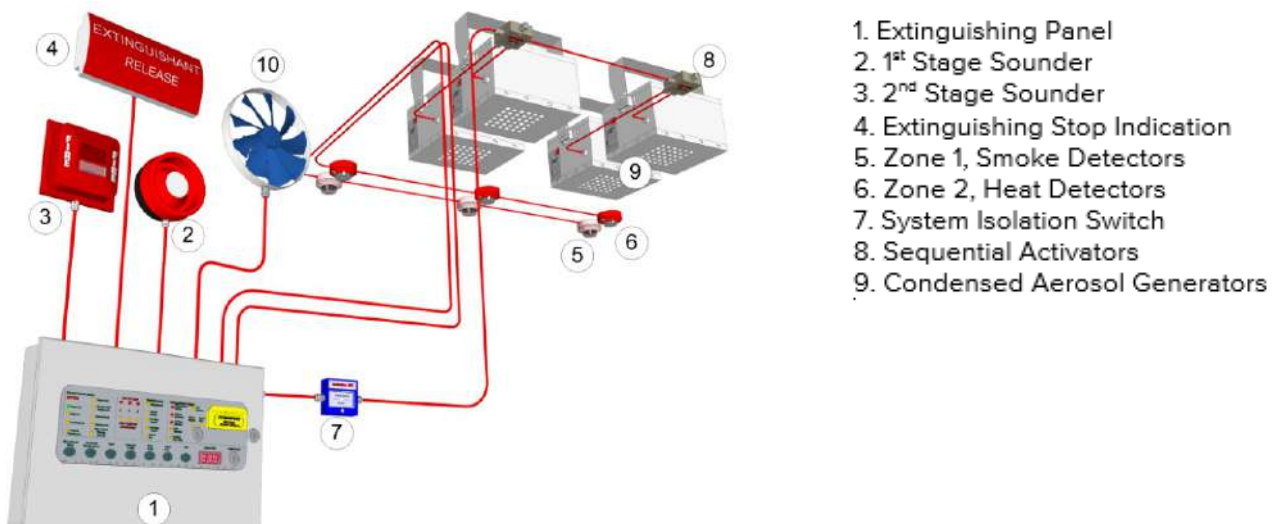 4
EXTINGUISHANT
RELEASE
10
8
3
2
9
5
6
7
1
FIRE
1. Extinguishing Panel
2. 1st Stage Sounder
3. 2nd Stage Sounder
4. Extinguishing Stop Indication
5. Zone 1, Smoke Detectors
6. Zone 2, Heat Detectors
7. System Isolation Switch
8. Sequential Activators
9. Condensed Aerosol Generators